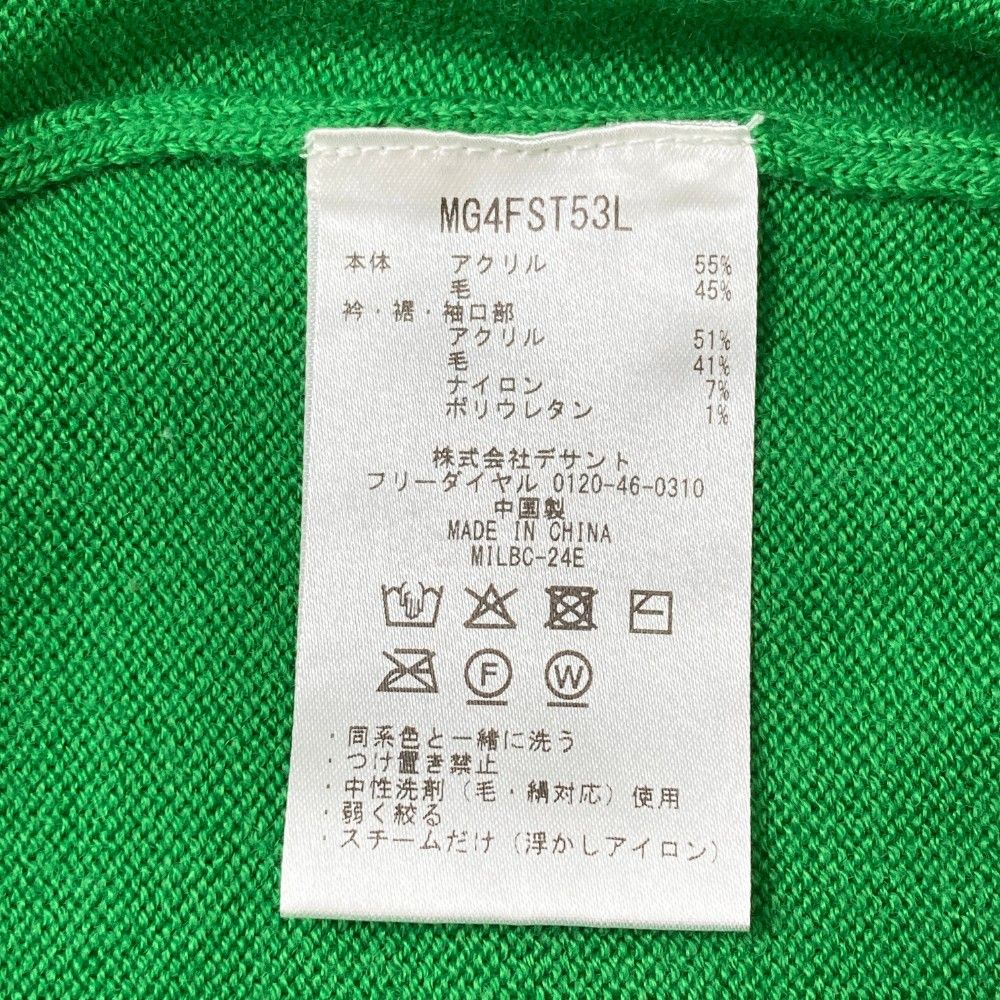 MG4FST53L
本体 アクリル 55%
毛 45%
衿・裾・袖口部
アクリル 51%
毛 41%
ナイロン 7%
ポリウレタン 1%
株式会社デサント
フリーダイヤル 0120-46-0310
中国製
MADE IN CHINA
MILBC-24E
F W
・同系色と一緒に洗う
・つけ置き禁止
・中性洗剤（毛・絹対応）使用
・弱く絞る
・スチームだけ（浮かしアイロン）